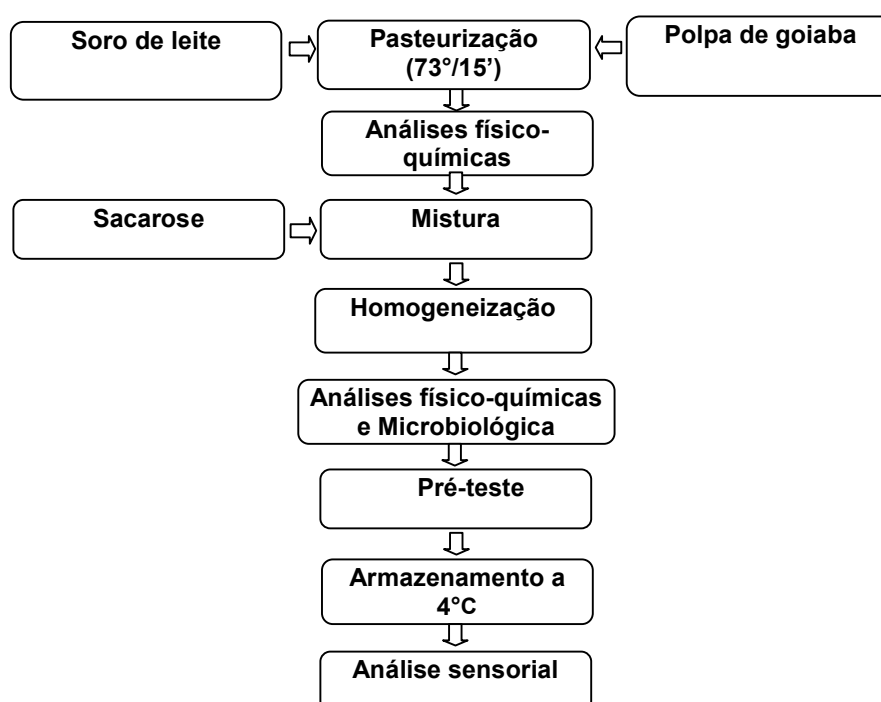 Soro de leite
Pasteurização
(73°/15’)
Polpa de goiaba
Análises físico-
químicas
Sacarose
Mistura
Homogeneização
Análises físico-químicas
e Microbiológica
Pré-teste
Armazenamento a
4°C
Análise sensorial